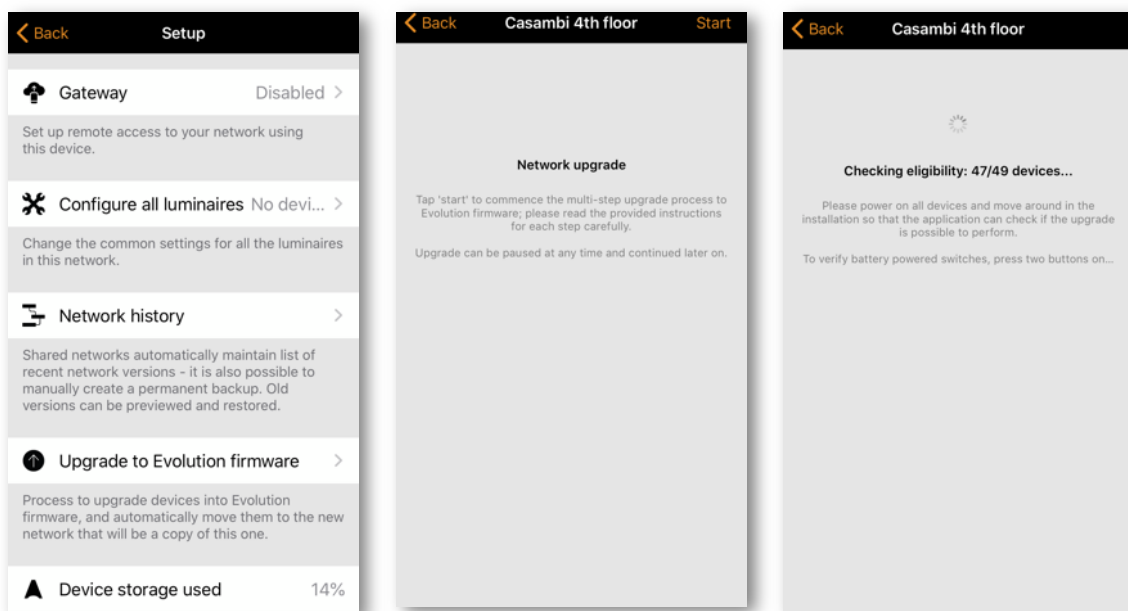 Back
Setup
Gateway
Disabled
Set up remote access to your network using
this device.
Configure all luminaires
No devi...
Change the common settings for all the luminaires
in this network.
Network history
Shared networks automatically maintain list of
recent network versions - it is also possible to
manually create a permanent backup. Old
versions can be previewed and restored.
Upgrade to Evolution firmware
Process to upgrade devices into Evolution
firmware, and automatically move them to the new
network that will be a copy of this one.
Device storage used
14%
Back
Casambi 4th floor
Start
Network upgrade
Tap 'start' to commence the multi-step upgrade process to
Evolution firmware; please read the provided instructions
for each step carefully.
Upgrade can be paused at any time and continued later on.
Back
Casambi 4th floor
Checking eligibility: 47/49 devices...
Please power on all devices and move around in the
installation so that the application can check if the upgrade
is possible to perform.
To verify battery powered switches, press two buttons on...